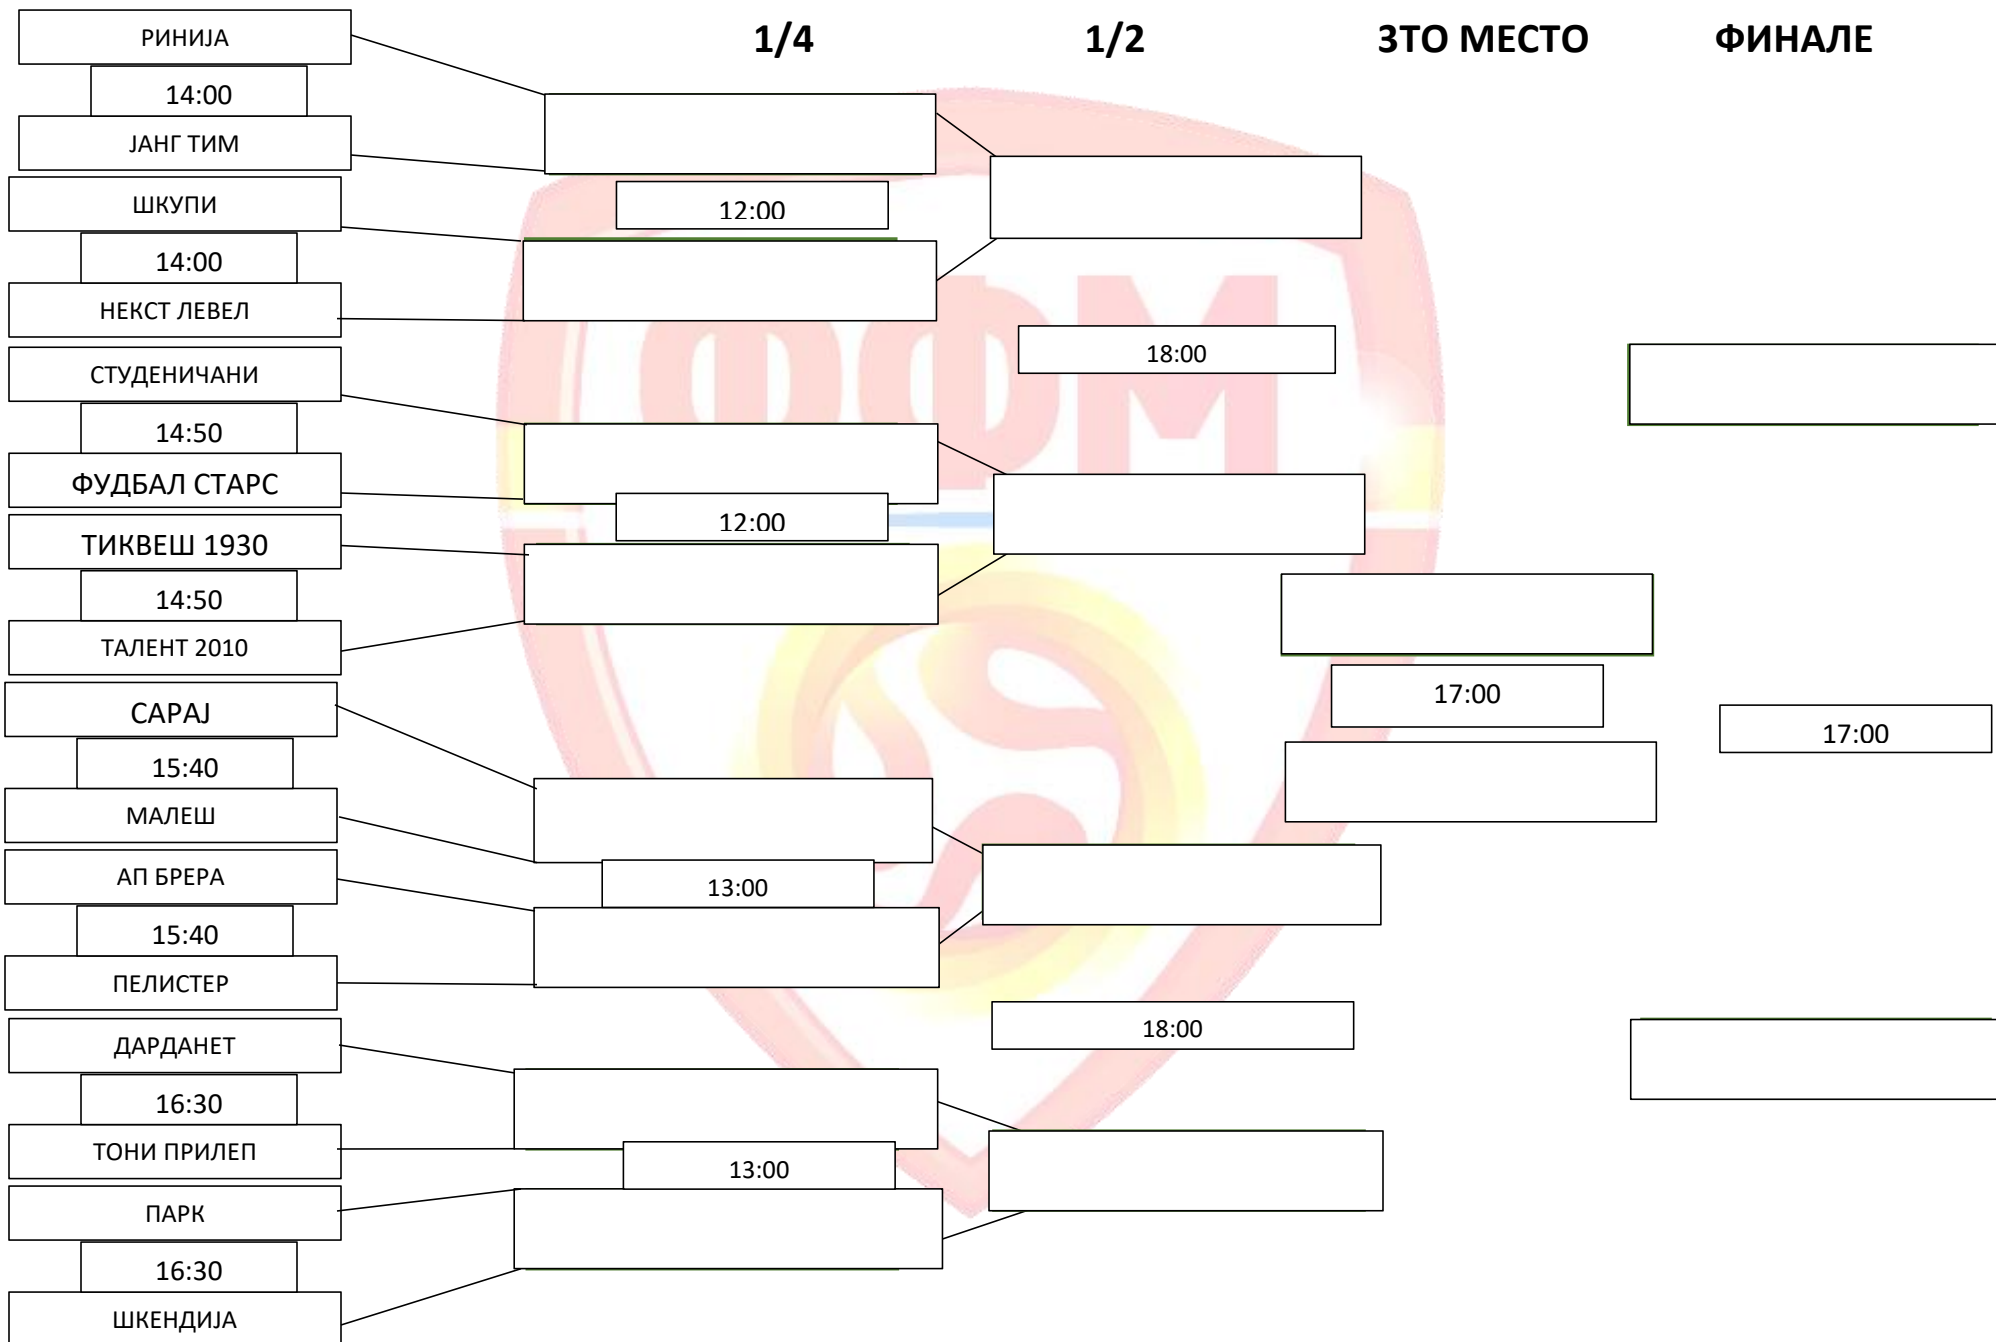 РИНИЈА
14:00
ЈАНГ ТИМ
ШКУПИ
14:00
НЕКСТ ЛЕВЕЛ
СТУДЕНИЧАНИ
14:50
ФУДБАЛ СТАРС
ТИКВЕШ 1930
14:50
ТАЛЕНТ 2010
САРАЈ
15:40
МАЛЕШ
АП БРЕРА
15:40
ПЕЛИСТЕР
ДАРДАНЕТ
16:30
ТОНИ ПРИЛЕП
ПАРК
16:30
ШКЕНДИЈА
1/4
12:00
12:00
13:00
13:00
1/2
18:00
18:00
3ТО МЕСТО
17:00
ФИНАЛЕ
17:00
ФФМ